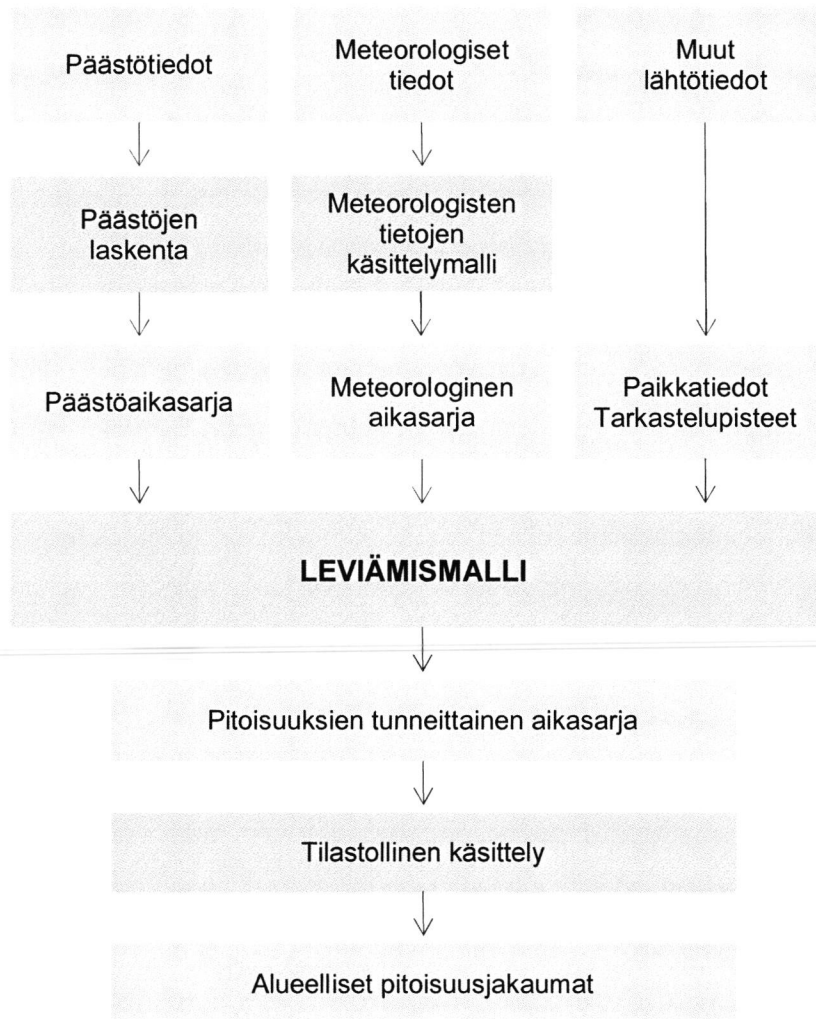 Päästötiedot
Meteorologiset
tiedot
Muut
lähtötiedot
Päästöjen
laskenta
Meteorologisten
tietojen
käsittelymalli
Päästöaikasarja
Meteorologinen
aikasarja
Paikkatiedot
Tarkastelupisteet
LEVIÄMISMALLI
Pitoisuuksien tunneittainen aikasarja
Tilastollinen käsittely
Alueelliset pitoisuusjakaumat